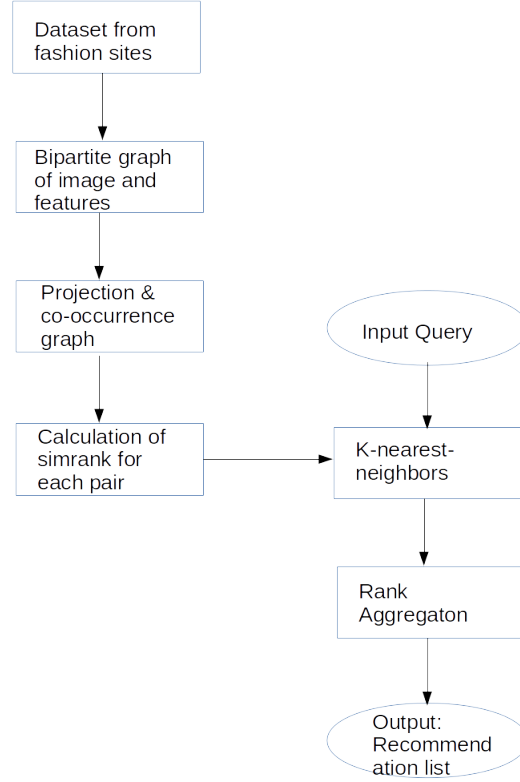 Dataset from
fashion sites
Bipartite graph
of image and
features
Projection &
co-occurrence
graph
Input Query
Calculation of
simrank for
each pair
K-nearest-
neighbors
Rank
Aggregaton
Output:
Recommend
ation list